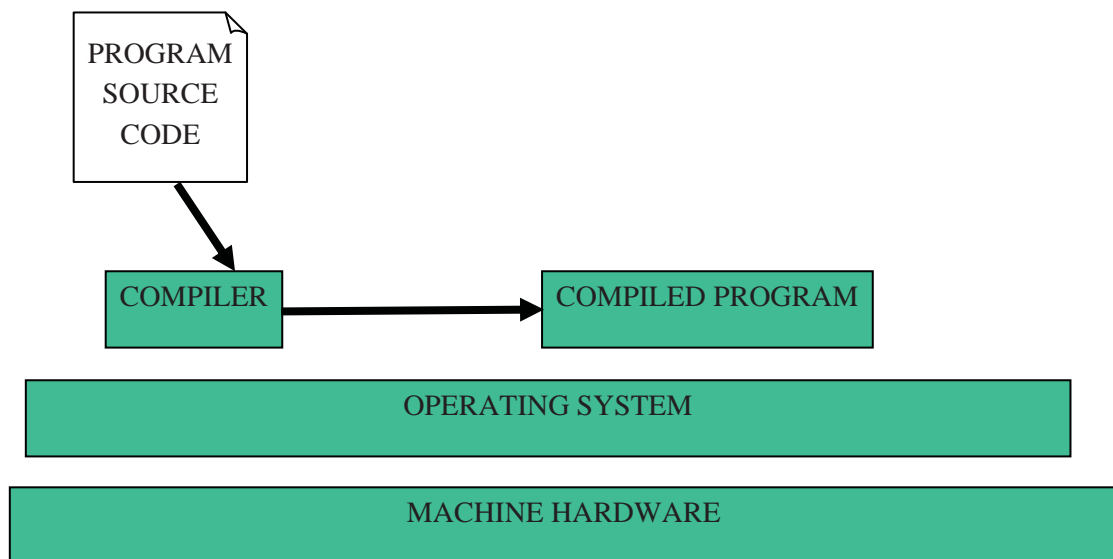 PROGRAM
SOURCE
CODE
COMPILER
COMPILED PROGRAM
OPERATING SYSTEM
MACHINE HARDWARE